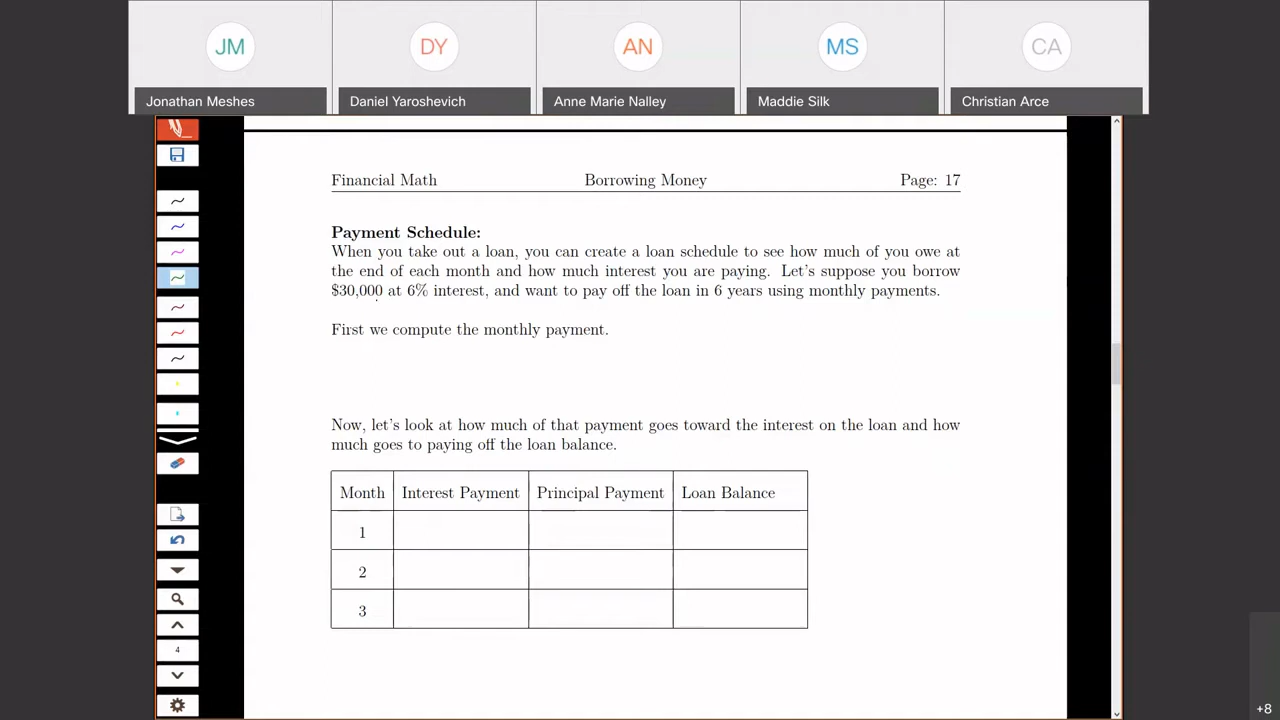 JM
DY
AN
MS
CA
Jonathan Meshes
Daniel Yaroshevich
Anne Marie Nalley
Maddie Silk
Christian Arce
Financial Math Borrowing Money Page: 17
Payment Schedule:
When you take out a loan, you can create a loan schedule to see how much of you owe at
the end of each month and how much interest you are paying. Let's suppose you borrow
$30,000 at 6% interest, and want to pay off the loan in 6 years using monthly payments.
First we compute the monthly payment.
Now, let's look at how much of that payment goes toward the interest on the loan and how
much goes to paying off the loan balance.
Month Interest Payment Principal Payment Loan Balance
1
2
3
4
+8